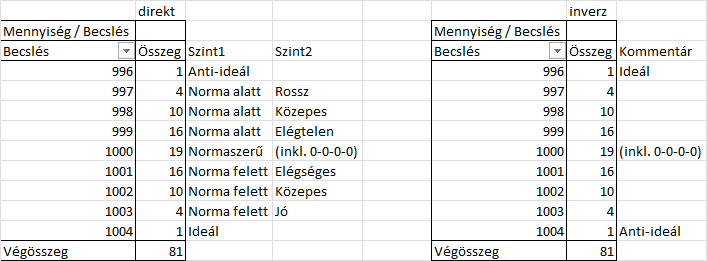 direkt inverz
Mennyiség / Becslés Mennyiség / Becslés
Becslés Összeg Szint1 Szint2 Becslés Összeg Kommentár
996 1 Anti-ideál 996 1 Ideál
997 4 Norma alatt Rossz 997 4
998 10 Norma alatt Közepes 998 10
999 16 Norma alatt Elégtelen 999 16
1000 19 Normaszerű (inkl. 0-0-0-0) 1000 19 (inkl. 0-0-0-0)
1001 16 Norma felett Elégséges 1001 16
1002 10 Norma felett Közepes 1002 10
1003 4 Norma felett Jó 1003 4
1004 1 Ideál 1004 1 Anti-ideál
Végösszeg 81 Végösszeg 81